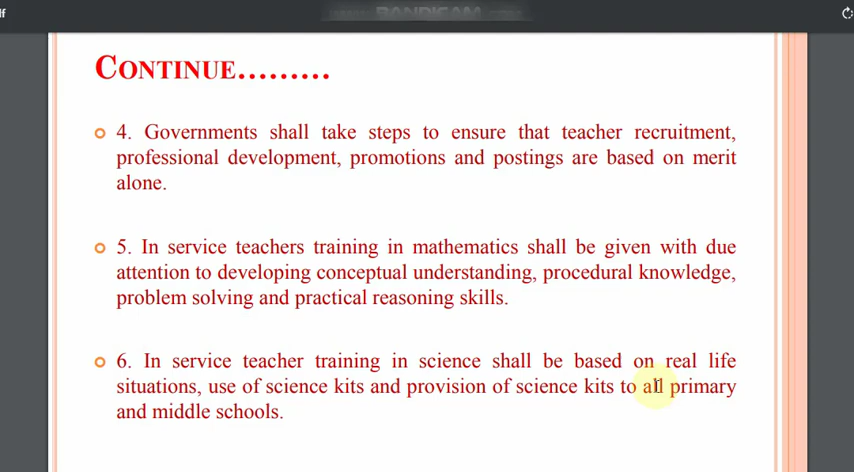 df
BANDICAM
CONTINUE.........
4. Governments shall take steps to ensure that teacher recruitment,
professional development, promotions and postings are based on merit
alone.
5. In service teachers training in mathematics shall be given with due
attention to developing conceptual understanding, procedural knowledge,
problem solving and practical reasoning skills.
6. In service teacher training in science shall be based on real life
situations, use of science kits and provision of science kits to all primary
and middle schools.